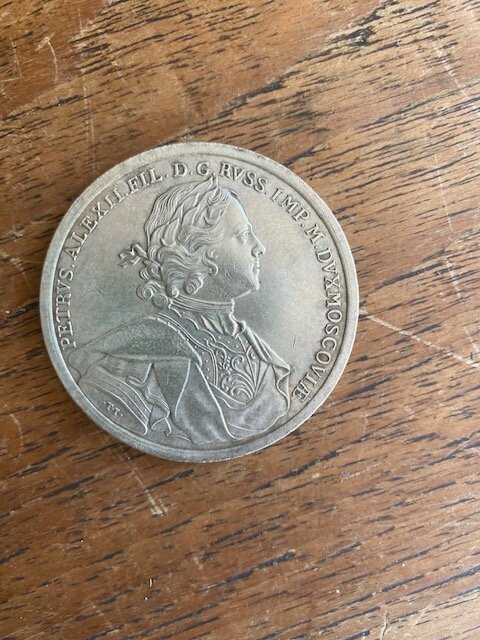 PETRVS. ALEXII.FIL. D.G. RVSS. IMP. M. DVX MOSCOVIÆ